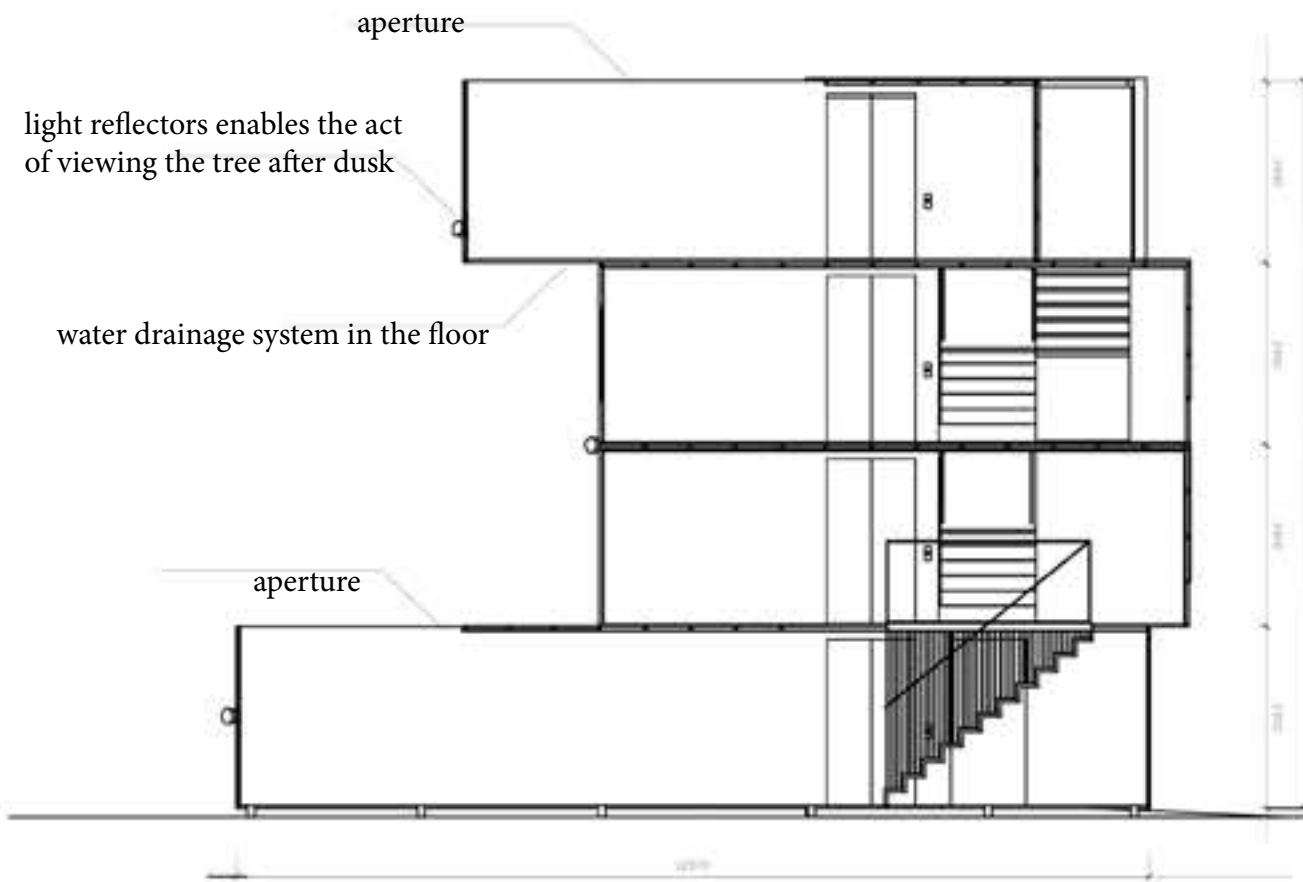 aperture
light reflectors enables the act
of viewing the tree after dusk
water drainage system in the floor
aperture